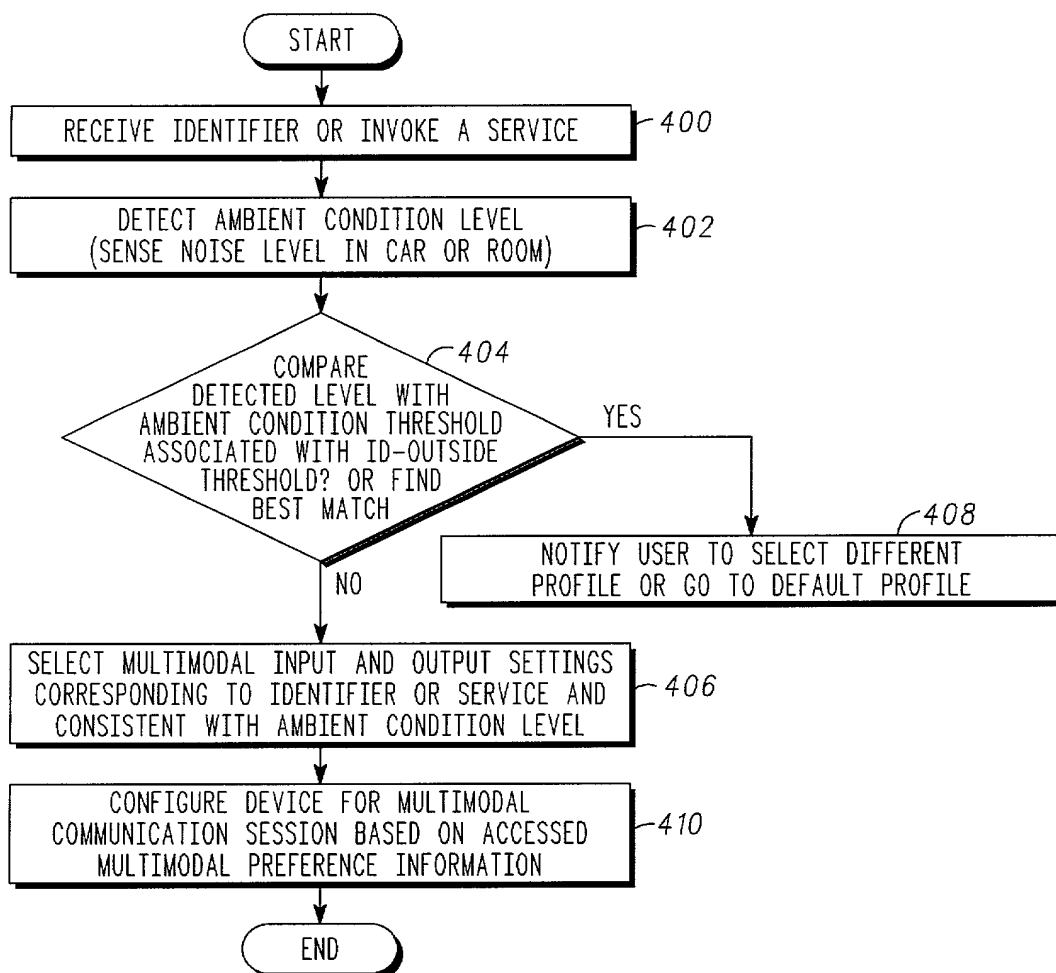 START
RECEIVE IDENTIFIER OR INVOKE A SERVICE
400
DETECT AMBIENT CONDITION LEVEL
(SENSE NOISE LEVEL IN CAR OR ROOM)
402
404
COMPARE
DETECTED LEVEL WITH
AMBIENT CONDITION THRESHOLD
ASSOCIATED WITH ID-OUTSIDE
THRESHOLD? OR FIND
BEST MATCH
YES
408
NOTIFY USER TO SELECT DIFFERENT
PROFILE OR GO TO DEFAULT PROFILE
NO
SELECT MULTIMODAL INPUT AND OUTPUT SETTINGS
CORRESPONDING TO IDENTIFIER OR SERVICE AND
CONSISTENT WITH AMBIENT CONDITION LEVEL
406
CONFIGURE DEVICE FOR MULTIMODAL
COMMUNICATION SESSION BASED ON ACCESSED
MULTIMODAL PREFERENCE INFORMATION
410
END